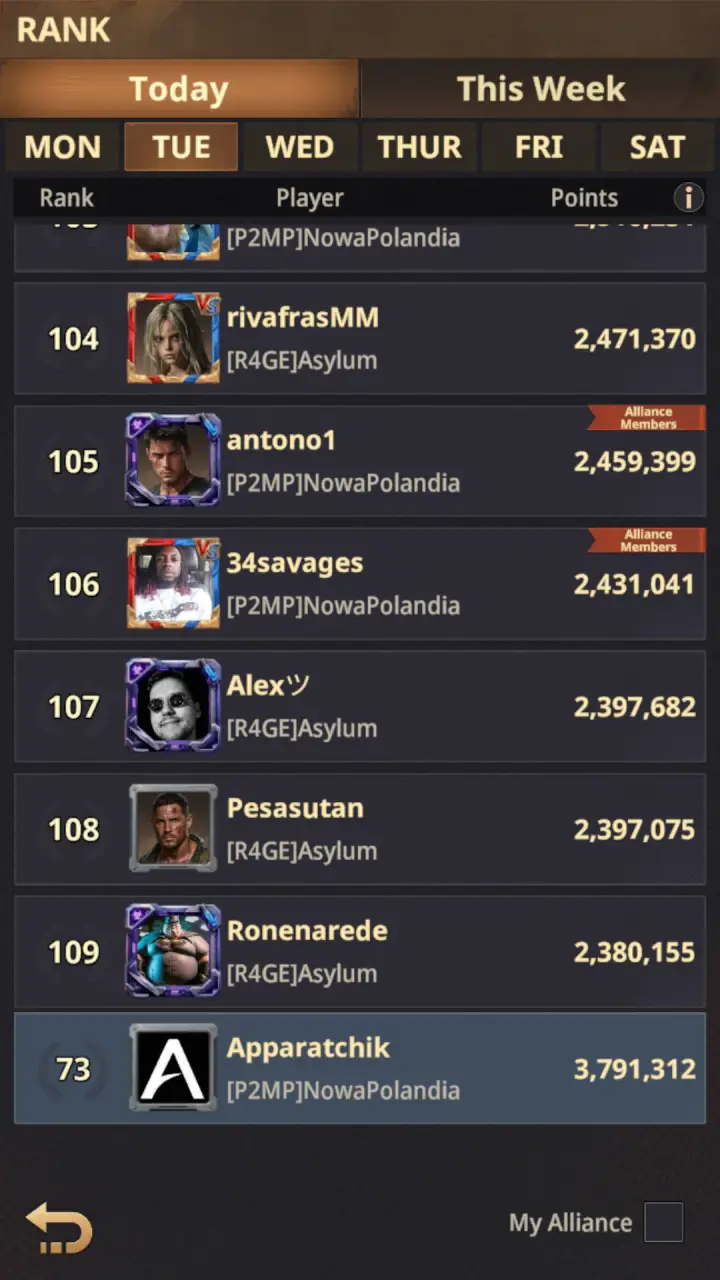 RANK
Today
This Week
MON TUE WED THUR FRI SAT
Rank Player Points i
[P2MP]NowaPolandia
104
rivafrasMM
[R4GE]Asylum
2,471,370
VS
Alliance
Members
105
antono1
[P2MP]NowaPolandia
2,459,399
Alliance
Members
106
34savages
[P2MP]NowaPolandia
2,431,041
VS
107
Alexツ
[R4GE]Asylum
2,397,682
108
Pesasutan
[R4GE]Asylum
2,397,075
109
Ronenarede
[R4GE]Asylum
2,380,155
73
A
Apparatchik
[P2MP]NowaPolandia
3,791,312
My Alliance